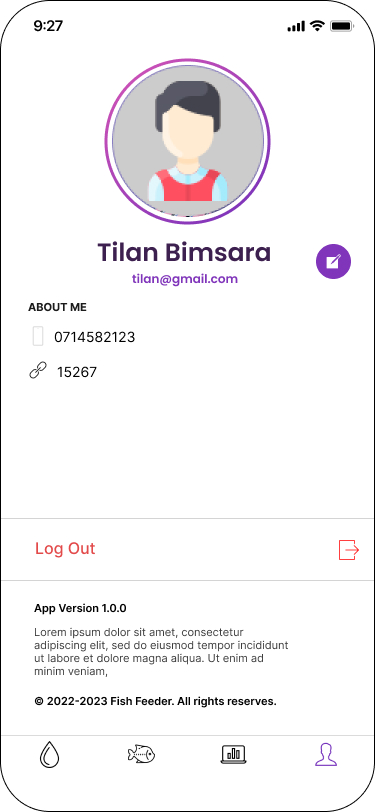 9:27
Tilan Bimsara
tilan@gmail.com
ABOUT ME
0714582123
15267
Log Out
App Version 1.0.0
Lorem ipsum dolor sit amet, consectetur
adipiscing elit, sed do eiusmod tempor incididunt
ut labore et dolore magna aliqua. Ut enim ad
minim veniam,
© 2022-2023 Fish Feeder. All rights reserves.